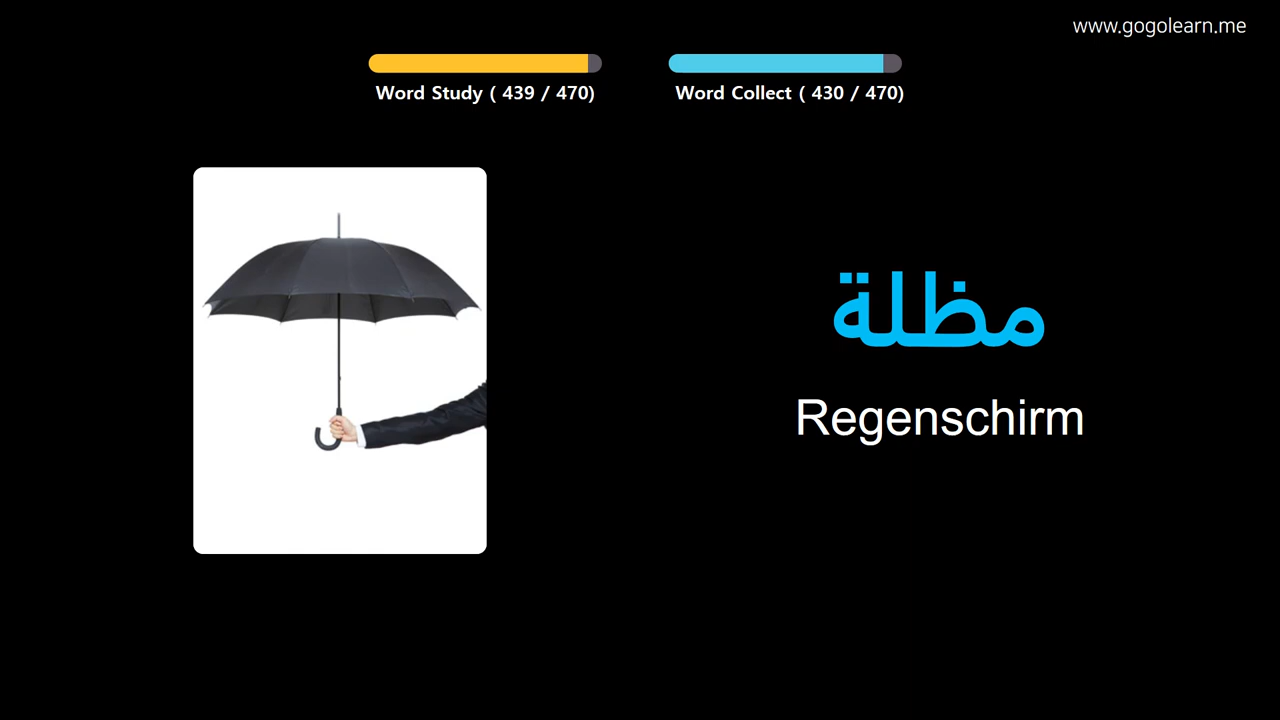 www.gogolearn.me
Word Study ( 439 / 470)
Word Collect ( 430 / 470)
مظلة
Regenschirm